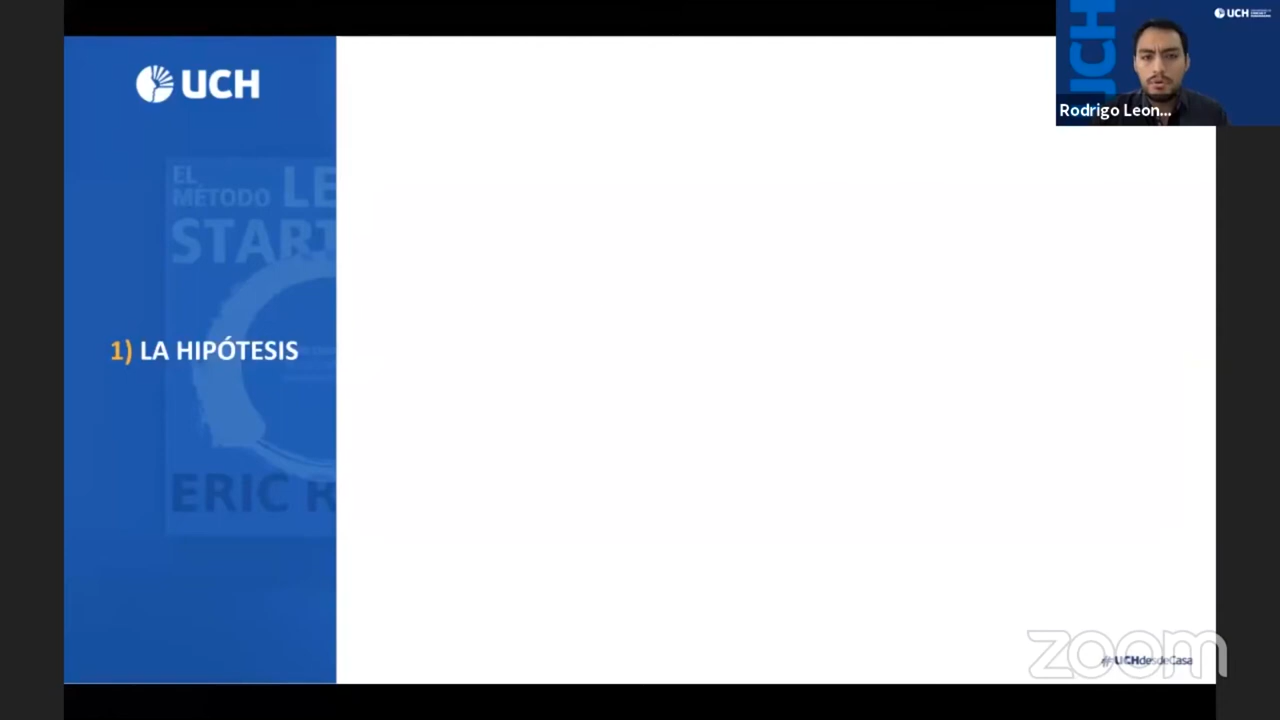 UCH
EL
MÉTODO LE
START
1) LA HIPÓTESIS
ERIC R
UCH
UCH
Rodrigo Leon...
zoom
#UCHdesdeCasa